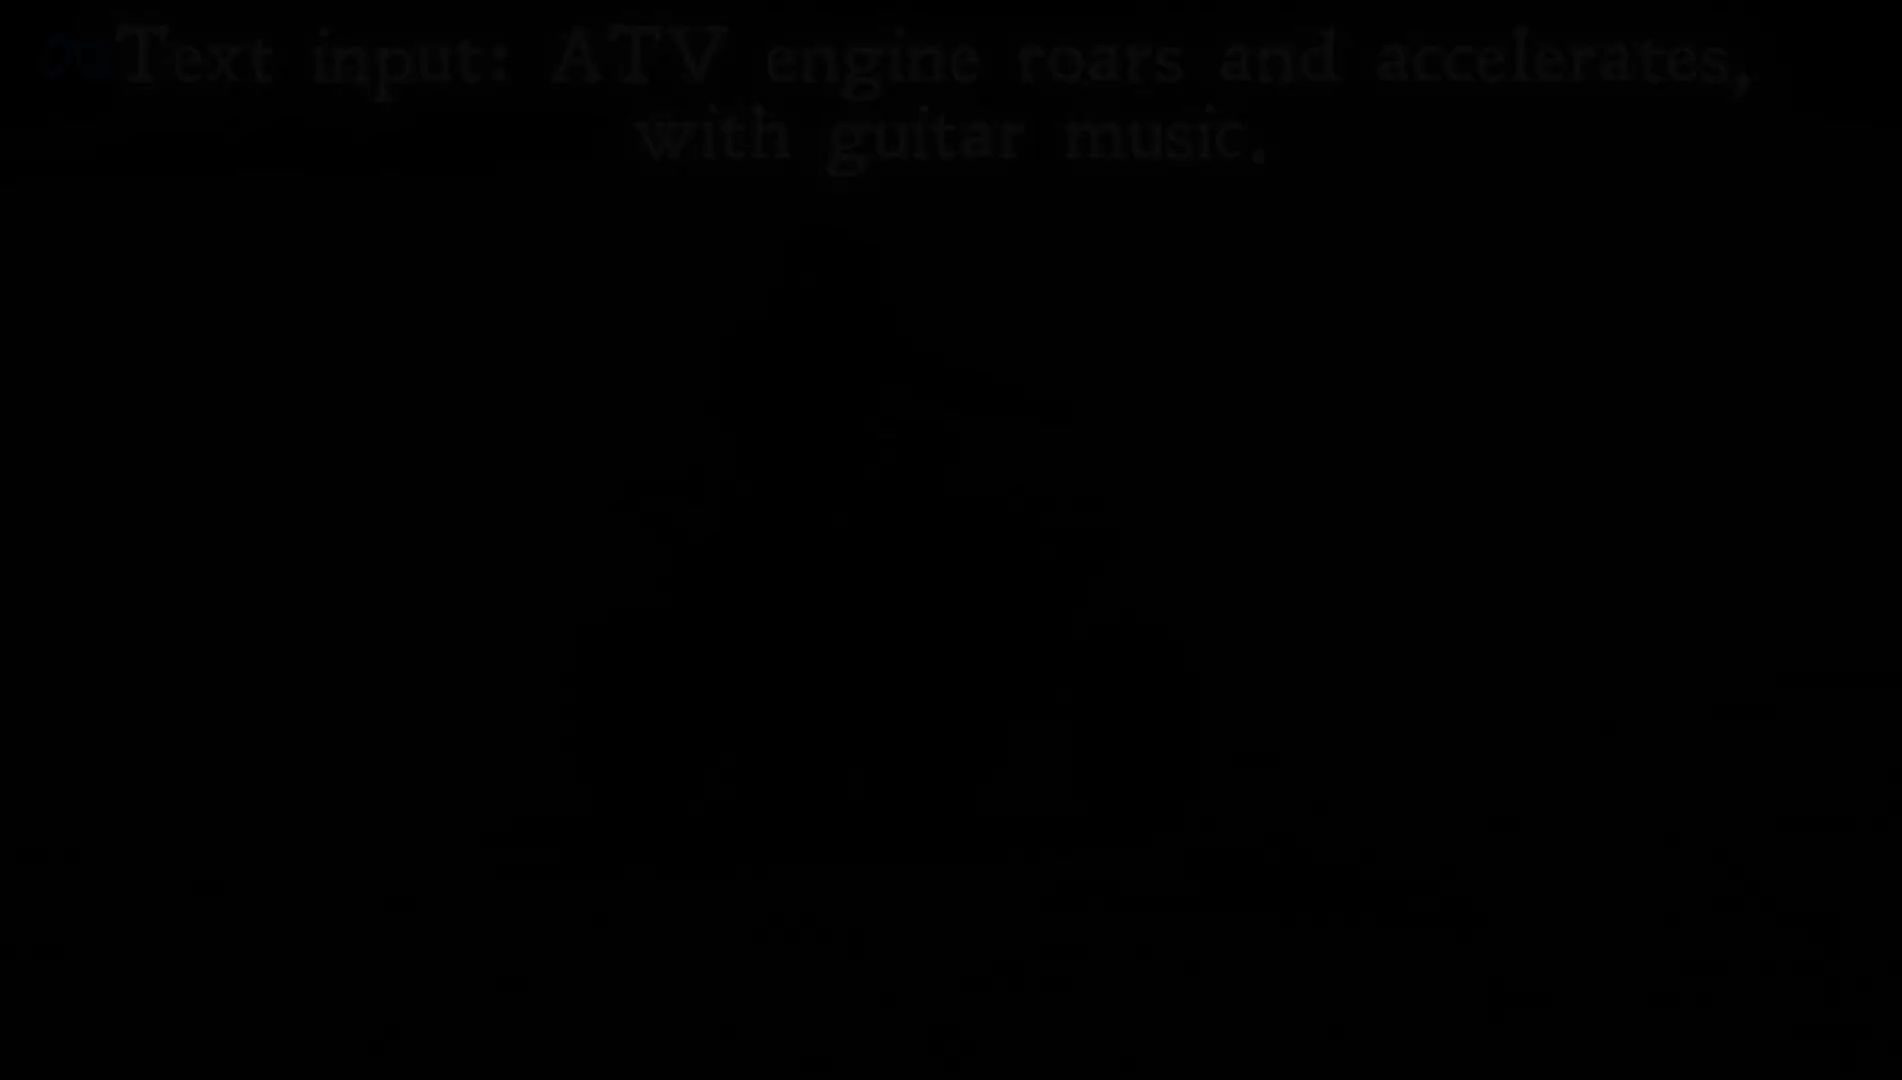 Text input: ATV engine roars and accelerates,
with guitar music.